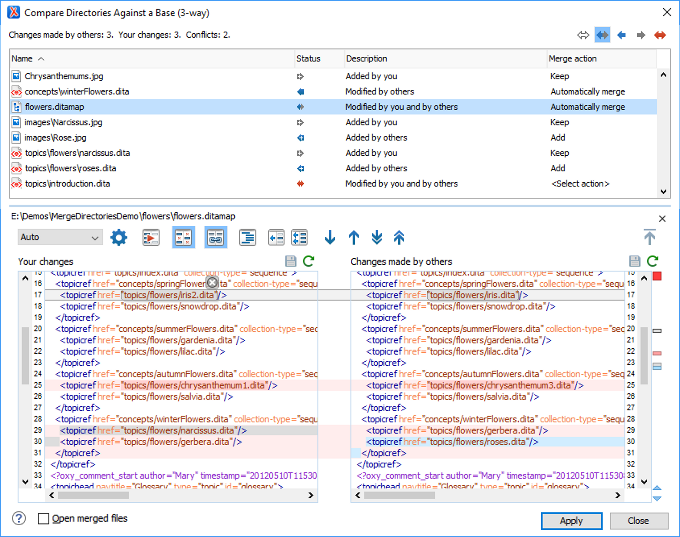 Compare Directories Against a Base (3-way)
Changes made by others: 3. Your changes: 3. Conflicts: 2.
Name Status Description Merge action
Chrysanthemums.jpg Added by you Keep
concepts\winterFlowers.dita Modified by others Automatically merge
flowers.ditamap Modified by you and by others Automatically merge
images\Narcissus.jpg Added by you Keep
images\Rose.jpg Added by others Add
topics\flowers\narcissus.dita Added by you Keep
topics\flowers\roses.dita Added by others Add
topics\introduction.dita Modified by you and by others <Select action>
E:\Demos\MergeDirectoriesDemo\flowers\flowers.ditamap
Auto
Your changes
15 <topicref href="topics/index.dita" collection-type="sequence">
16 <topicref href="concepts/springFlowers.dita" collection-type="sequ
17 <topicref href="topics/flowers/iris2.dita"/>
18 <topicref href="topics/flowers/snowdrop.dita"/>
19 </topicref>
20 <topicref href="concepts/summerFlowers.dita" collection-type="sec
21 <topicref href="topics/flowers/gardenia.dita"/>
22 <topicref href="topics/flowers/lilac.dita"/>
23 </topicref>
24 <topicref href="concepts/autumnFlowers.dita" collection-type="seq
25 <topicref href="topics/flowers/chrysanthemum1.dita"/>
26 <topicref href="topics/flowers/salvia.dita"/>
27 </topicref>
28 <topicref href="concepts/winterFlowers.dita" collection-type="sequ
29 <topicref href="topics/flowers/narcissus.dita"/>
30 <topicref href="topics/flowers/gerbera.dita"/>
31 </topicref>
32 </topicref>
33 <?oxy_comment_start author="Mary" timestamp="20120510T11530
34 <topichead navtitle="Glossary" type="topic" id="glossary">
Changes made by others
<topicref href="topics/index.dita" collection-type="sequence"> 15
<topicref href="concepts/springFlowers.dita" collection-type="sequ 16
<topicref href="topics/flowers/iris.dita"/> 17
<topicref href="topics/flowers/snowdrop.dita"/> 18
</topicref> 19
<topicref href="concepts/summerFlowers.dita" collection-type="sec 20
<topicref href="topics/flowers/gardenia.dita"/> 21
<topicref href="topics/flowers/lilac.dita"/> 22
</topicref> 23
<topicref href="concepts/autumnFlowers.dita" collection-type="seq 24
<topicref href="topics/flowers/chrysanthemum3.dita"/> 25
<topicref href="topics/flowers/salvia.dita"/> 26
</topicref> 27
<topicref href="concepts/winterFlowers.dita" collection-type="sequ 28
<topicref href="topics/flowers/gerbera.dita"/> 29
<topicref href="topics/flowers/roses.dita"/> 30
</topicref> 31
</topicref> 32
<?oxy_comment_start author="Mary" timestamp="20120510T11530 33
<topichead navtitle="Glossary" type="topic" id="glossary"> 34
Open merged files
Apply
Close